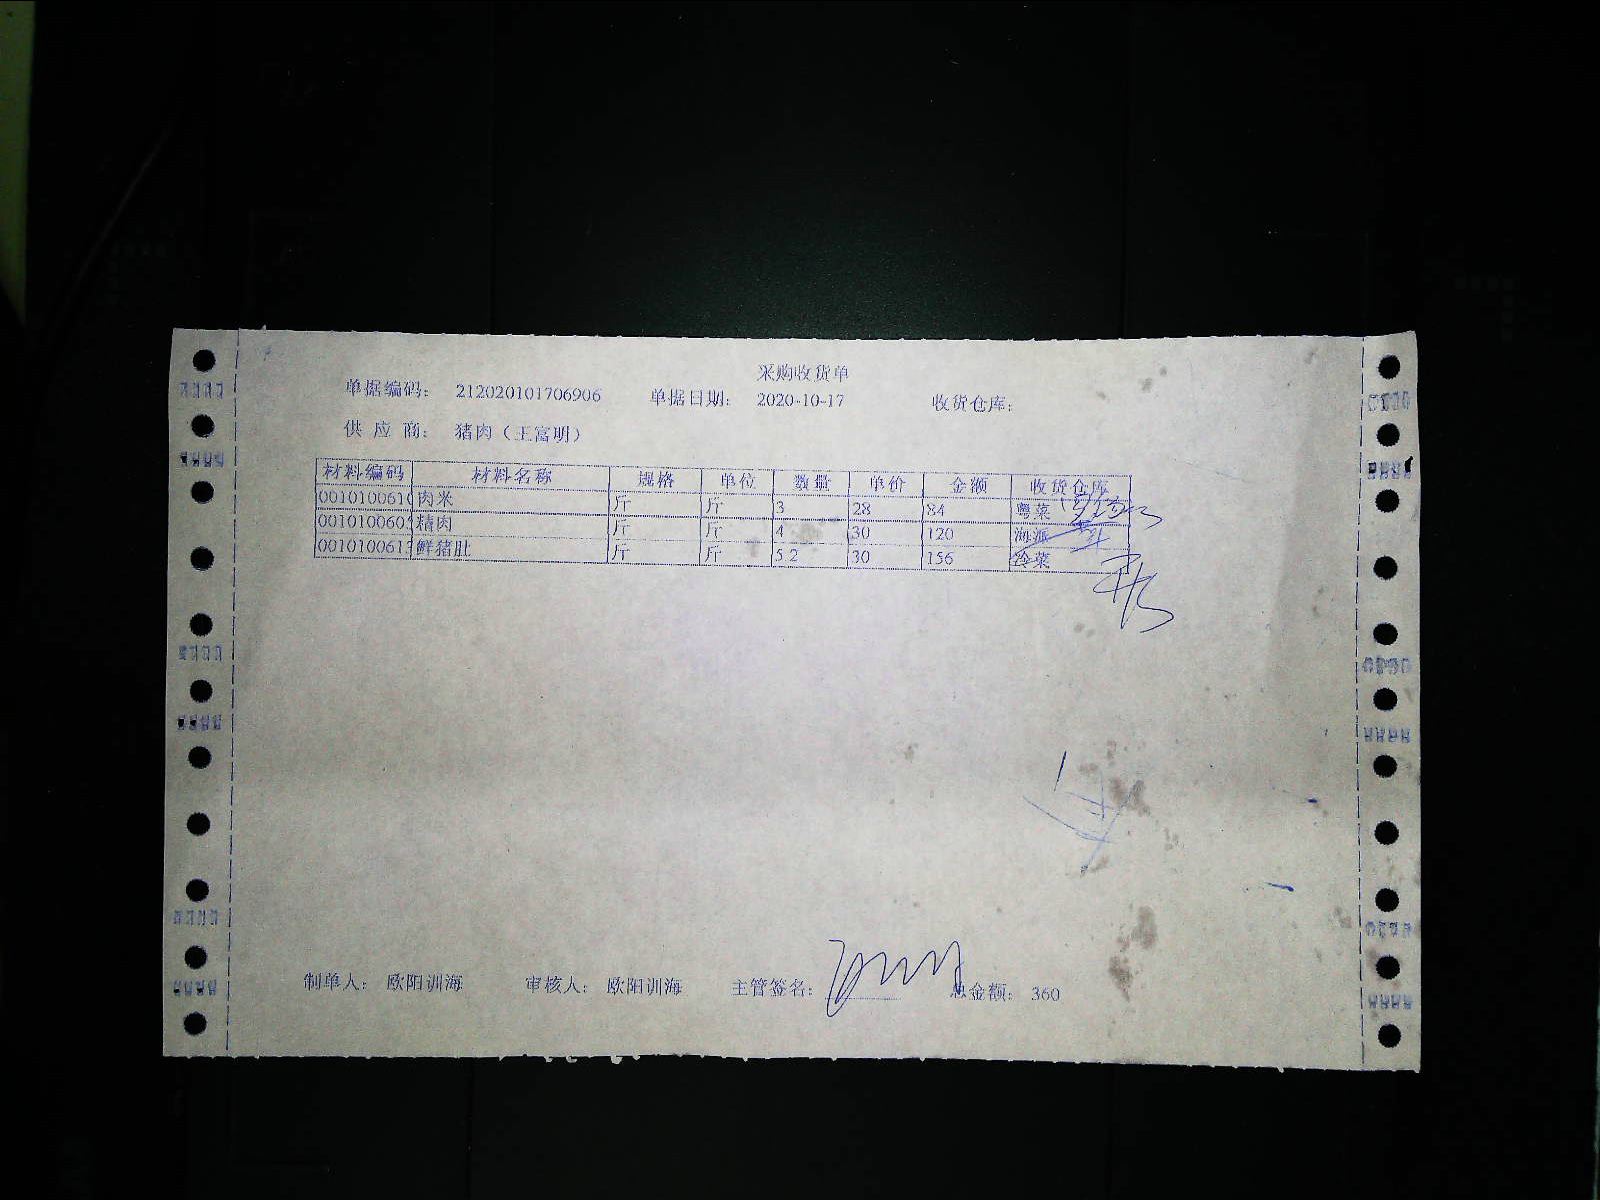 采购收货单
单据编码: 212020101706906 单据日期: 2020-10-17 收货仓库:
供 应 商: 猪肉(王富明)
材料编码 材料名称 规格 单位 数量 单价 金额 收货仓库
0010100610 肉米 斤 斤 3 28 84 粤菜
001010060 精肉 斤 斤 4 30 120 海派
001010061 鲜猪肚 斤 斤 5.2 30 156 冷菜
制单人: 欧阳训海 审核人: 欧阳训海 主管签名: 总金额: 360